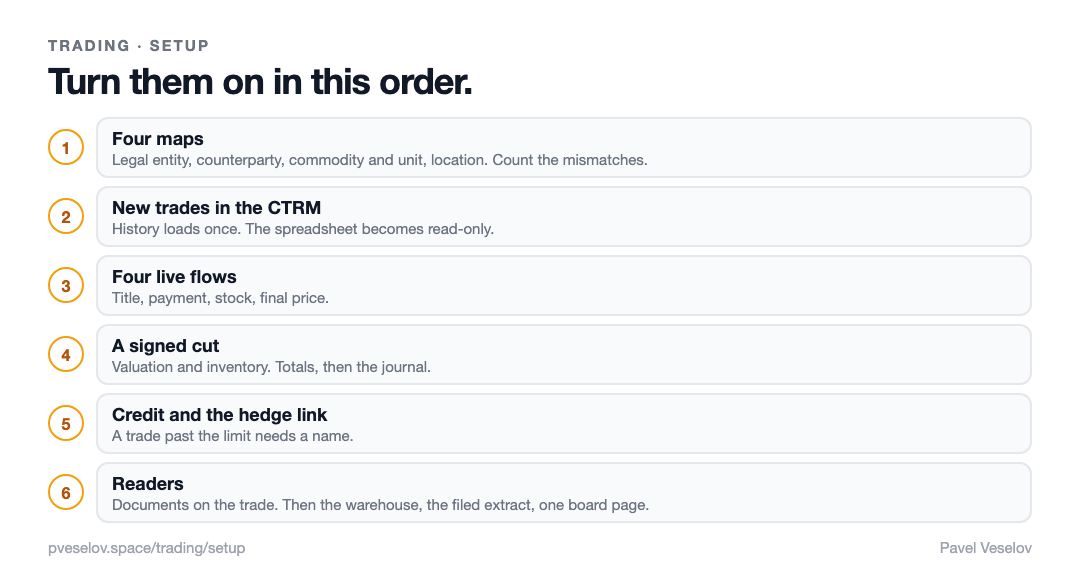 TRADING · SETUP
Turn them on in this order.
1
Four maps
Legal entity, counterparty, commodity and unit, location. Count the mismatches.
2
New trades in the CTRM
History loads once. The spreadsheet becomes read-only.
3
Four live flows
Title, payment, stock, final price.
4
A signed cut
Valuation and inventory. Totals, then the journal.
5
Credit and the hedge link
A trade past the limit needs a name.
6
Readers
Documents on the trade. Then the warehouse, the filed extract, one board page.
pveselov.space/trading/setup
Pavel Veselov